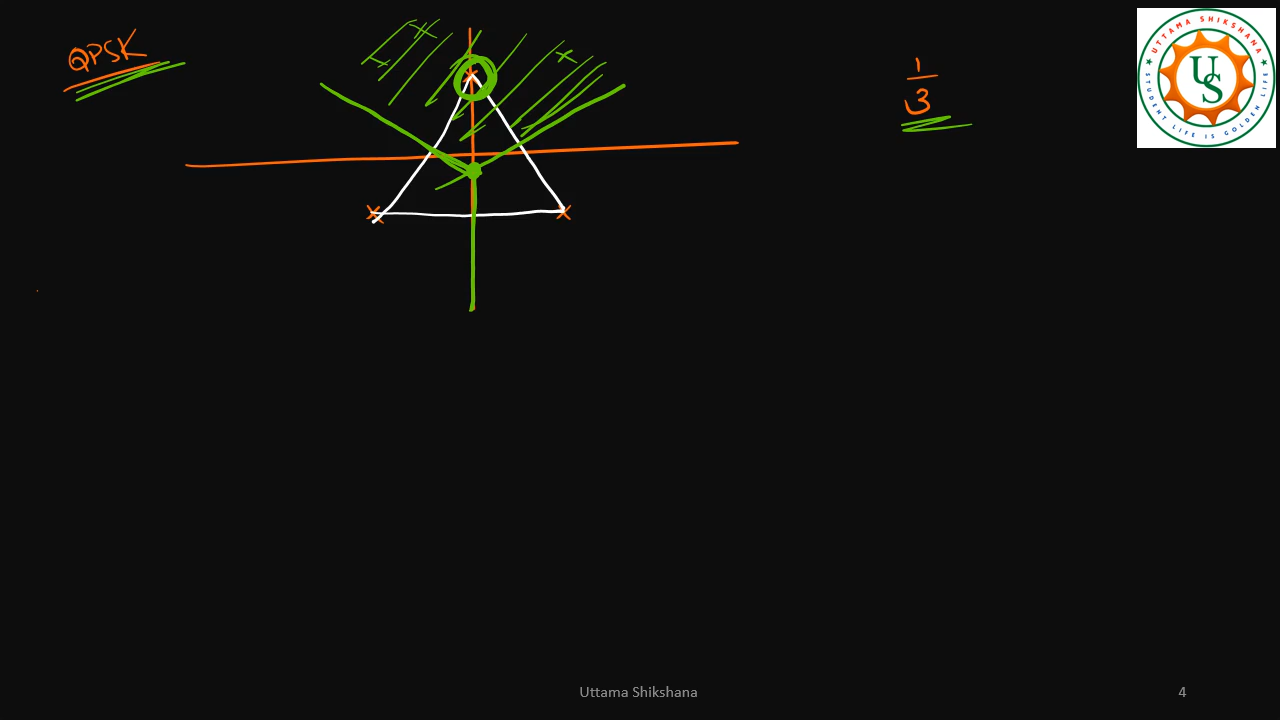 QPSK
1
3
UTTAMA SHIKSHANA
US
STUDENT LIFE IS GOLDEN LIFE
Uttama Shikshana
4